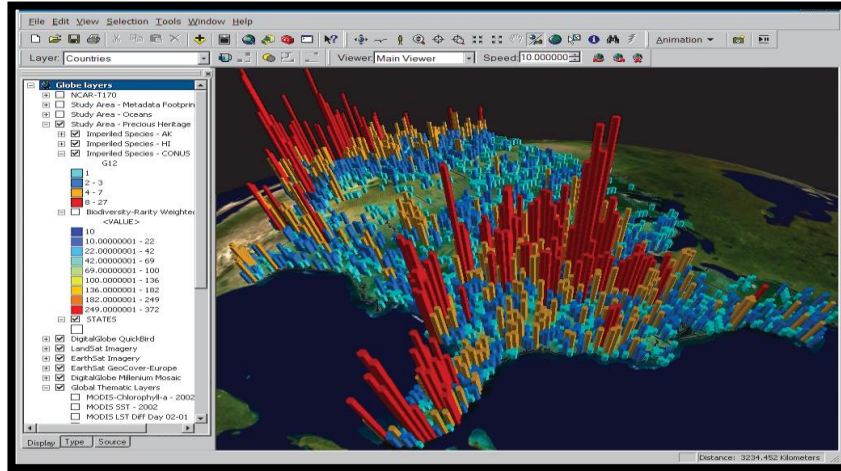 File Edit View Selection Tools Window Help
Animation
Layer: Countries Viewer: Main Viewer Speed: 10.000000
Globe layers
NCAR-T170
Study Area - Metadata Footprin
Study Area - Oceans
Study Area - Precious Heritage
Imperiled Species - AK
Imperiled Species - HI
Imperiled Species - CONUS
G12
1
2 - 3
4 - 7
8 - 27
Biodiversity-Rarity Weighted
<VALUE>
10
10.00000001 - 22
22.0000001 - 42
42.0000001 - 69
69.0000001 - 100
100.0000001 - 136
136.0000001 - 182
182.0000001 - 249
249.0000001 - 372
STATES
DigitalGlobe QuickBird
LandSat Imagery
EarthSat Imagery
EarthSat GeoCover-Europe
DigitalGlobe Millenium Mosaic
Global Thematic Layers
MODIS-Chlorophyll-a - 2002
MODIS SST - 2002
MODIS LST Diff Day 02-01
Display Type Source
Distance: 3234.452 Kilometers